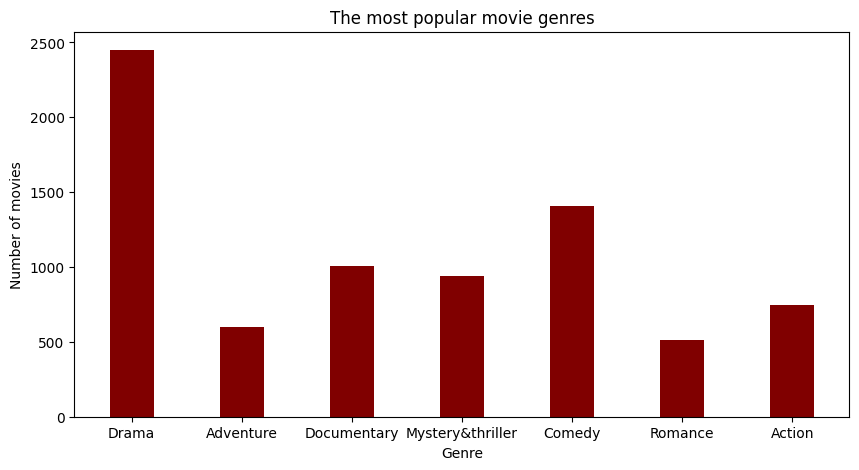 The most popular movie genres
Number of movies
2500
2000
1500
1000
500
0
Drama Adventure Documentary Mystery&thriller Comedy Romance Action
Genre